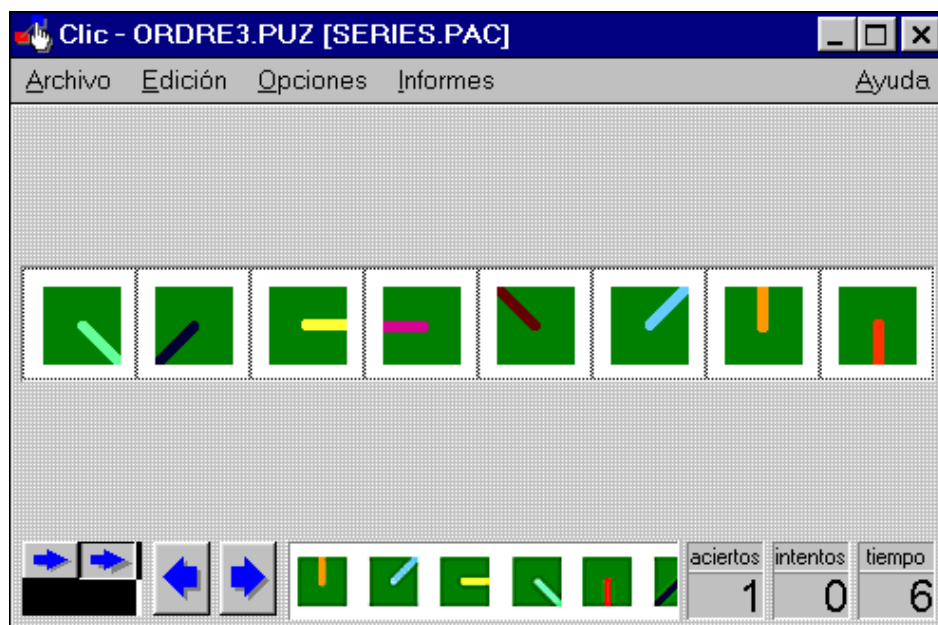 Clic - ORDRE3.PUZ [SERIES.PAC]
Archivo Edición Opciones Informes Ayuda
aciertos intentos tiempo
1 0 6